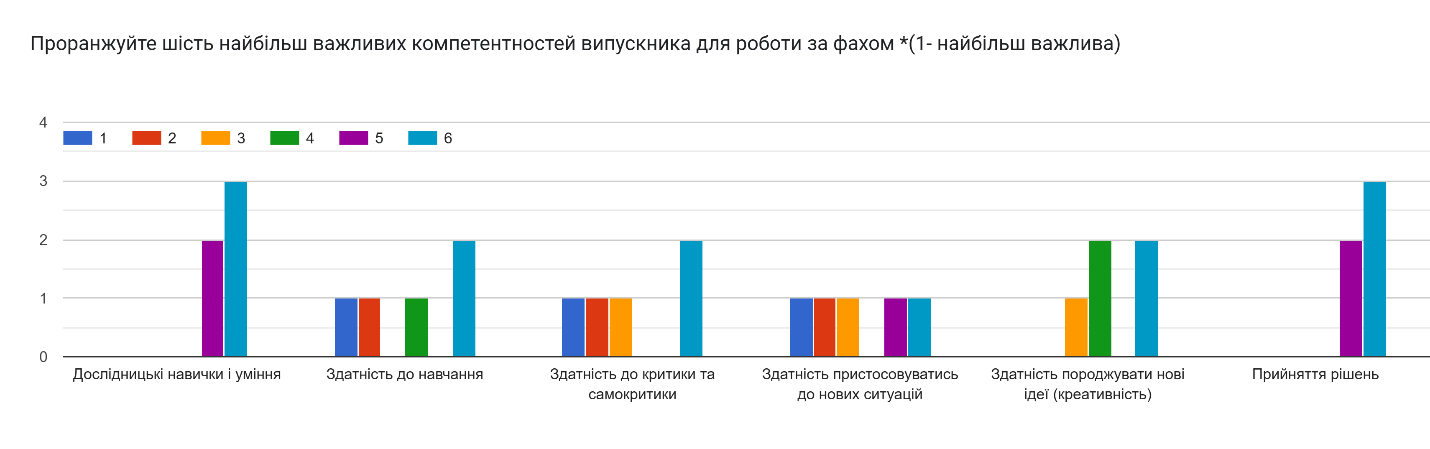 Проранжуйте шість найбільш важливих компетентностей випускника для роботи за фахом *(1- найбільш важлива)
4
1 2 3 4 5 6
3
2
1
0
Дослідницькі навички і уміння
Здатність до навчання
Здатність до критики та
самокритики
Здатність пристосовуватись
до нових ситуацій
Здатність породжувати нові
ідеї (креативність)
Прийняття рішень